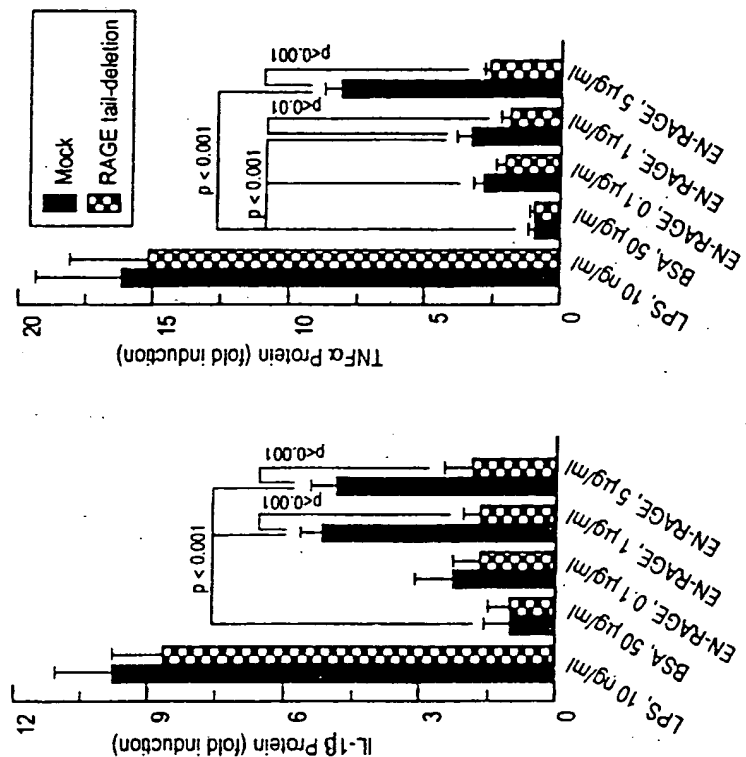 Mock
RAGE tail-deletion
TNFα Protein (fold induction)
20
15
10
5
0
p < 0.001
p < 0.001
p<0.01
p<0.001
LPS, 10 ng/ml
BSA, 50 µg/ml
EN-RAGE, 0.1 µg/ml
EN-RAGE, 1 µg/ml
EN-RAGE, 5 µg/ml
IL-1β Protein (fold induction)
12
9
6
3
0
p < 0.001
p<0.001
p<0.001
LPS, 10 ng/ml
BSA, 50 µg/ml
EN-RAGE, 0.1 µg/ml
EN-RAGE, 1 µg/ml
EN-RAGE, 5 µg/ml